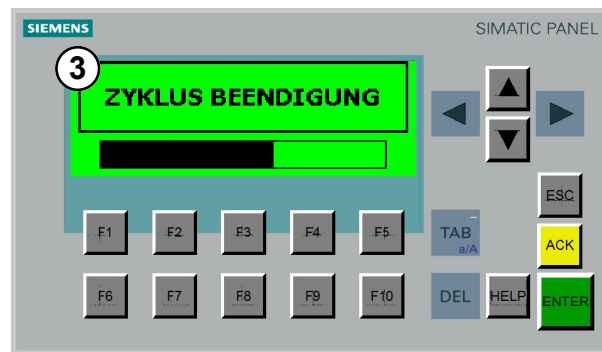 SIEMENS
SIMATIC PANEL
3
ZYKLUS BEENDIGUNG
ESC
F1 F2 F3 F4 F5 TAB
a/A
ACK
F6 F7 F8 F9 F10 DEL HELP ENTER